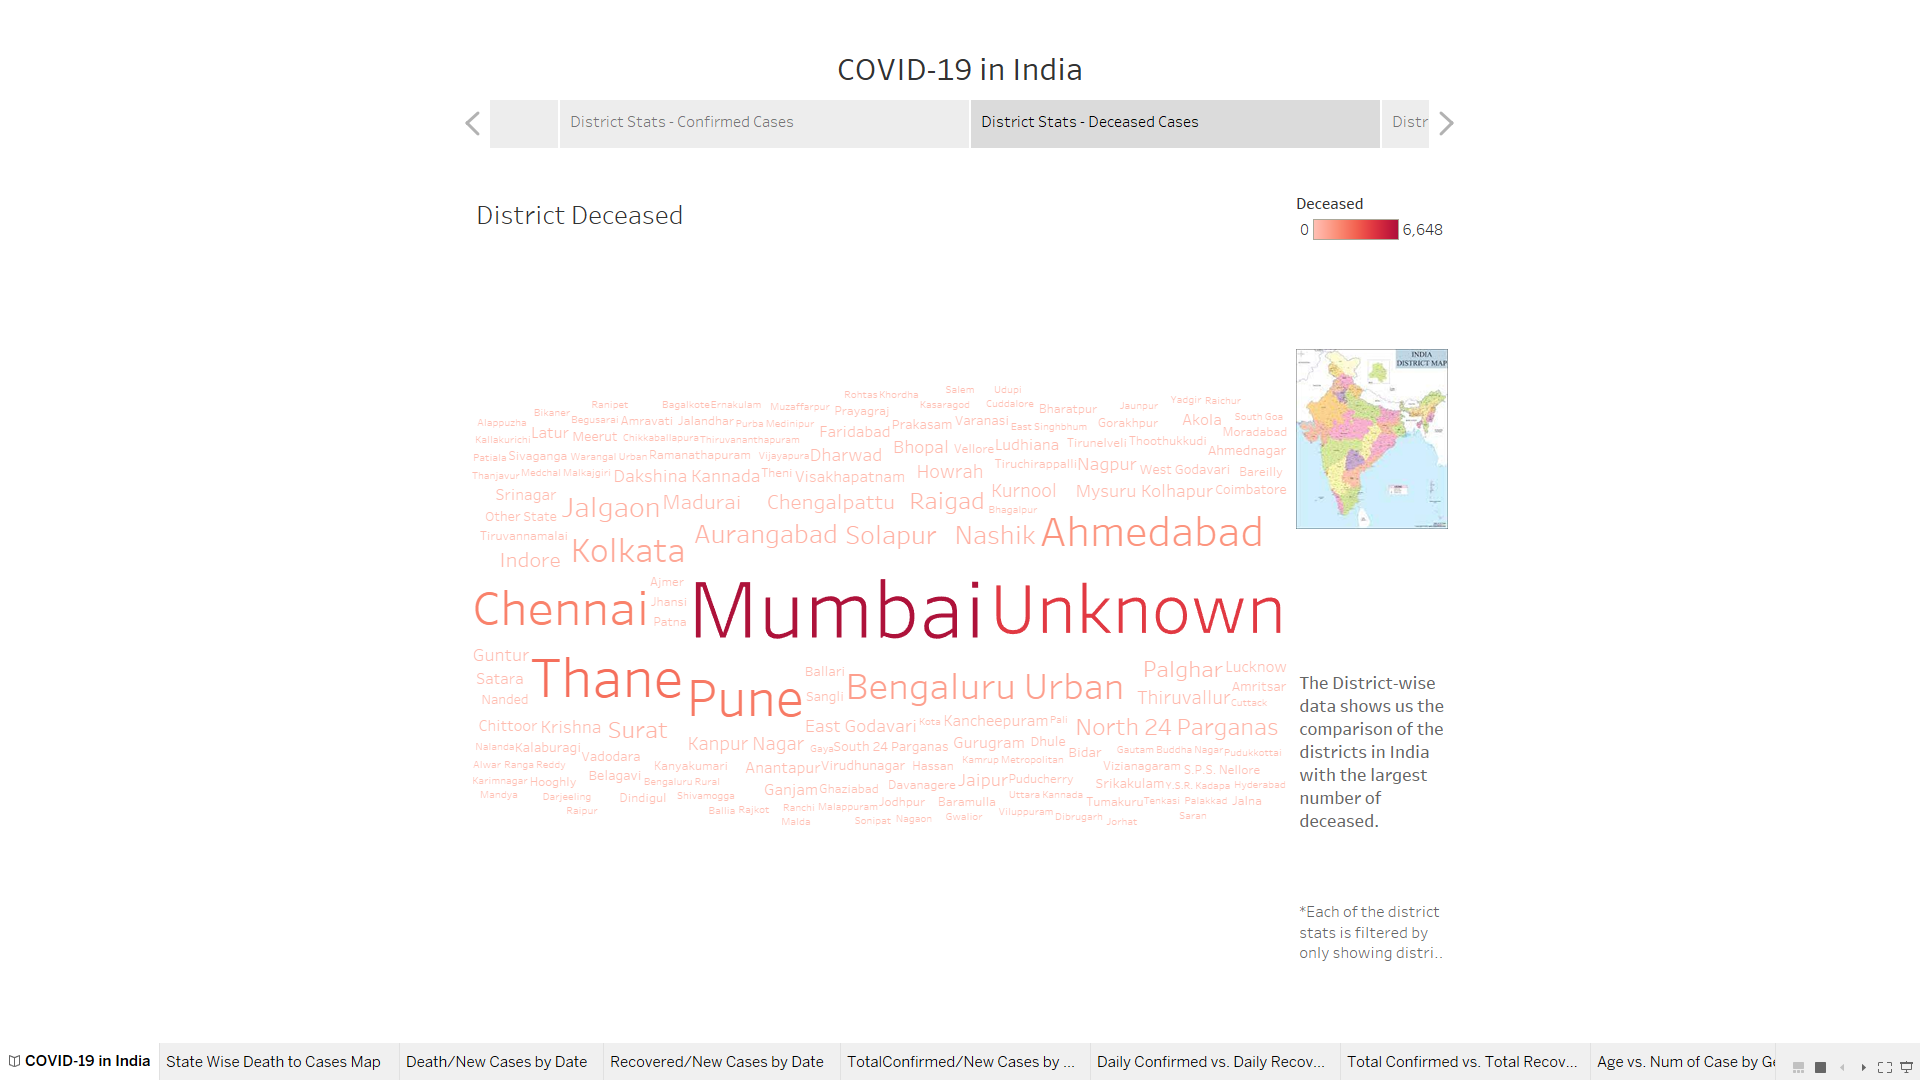 COVID-19 in India
District Stats - Confirmed Cases
District Stats - Deceased Cases
Distr
District Deceased
Deceased
0
6,648
INDIA
DISTRICT MAP
Rohtas Khordha Salem Udupi
Ranipet Bagalkote Ernakulam Muzaffarpur Kasaragod Cuddalore Yadgir Raichur
Bikaner Prayagraj Bharatpur Jaunpur
Alappuzha Begusarai Amravati Jalandhar Purba Medinipur Prakasam Varanasi East Singhbhum Gorakhpur Akola South Goa
Kallakurichi Latur Meerut Chikkaballapura Thiruvananthapuram Faridabad Bhopal Vellore Ludhiana Tirunelveli Thoothukkudi Moradabad
Patiala Sivaganga Warangal Urban Ramanathapuram Vijayapura Dharwad Ahmednagar
Thanjavur Medchal Malkajgiri Dakshina Kannada Theni Visakhapatnam Howrah Tiruchirappalli Nagpur West Godavari Bareilly
Srinagar Jalgaon Madurai Chengalpattu Raigad Kurnool Mysuru Kolhapur Coimbatore
Other State Bhagalpur
Tiruvannamalai Aurangabad Solapur Nashik Ahmedabad
Indore Kolkata
Ajmer
Chennai Jhansi Mumbai Unknown
Patna
Guntur Thane Ballari Palghar Lucknow
Satara Pune Bengaluru Urban Amritsar
Nanded Sangli Thiruvallur Cuttack
Chittoor Krishna Surat East Godavari Kota Kancheepuram Pali North 24 Parganas
Nalanda Kalaburagi Kanpur Nagar Gaya South 24 Parganas Gurugram Dhule Bidar Gautam Buddha Nagar Pudukkottai
Alwar Ranga Reddy Vadodara Kanyakumari Anantapur Virudhunagar Hassan Kamrup Metropolitan Vizianagaram S.P.S. Nellore
Karimnagar Hooghly Belagavi Bengaluru Rural Ganjam Ghaziabad Davanagere Jaipur Puducherry Srikakulam Y.S.R. Kadapa Hyderabad
Mandya Darjeeling Dindigul Shivamogga Ranchi Malappuram Jodhpur Baramulla Uttara Kannada Tumakuru Tenkasi Palakkad Jalna
Raipur Ballia Rajkot Malda Sonipat Nagaon Gwalior Viluppuram Dibrugarh Jorhat Saran
The District-wise
data shows us the
comparison of the
districts in India
with the largest
number of
deceased.
*Each of the district
stats is filtered by
only showing distri..
COVID-19 in India
State Wise Death to Cases Map
Death/New Cases by Date
Recovered/New Cases by Date
TotalConfirmed/New Cases by ...
Daily Confirmed vs. Daily Recov...
Total Confirmed vs. Total Recov...
Age vs. Num of Case by Ge